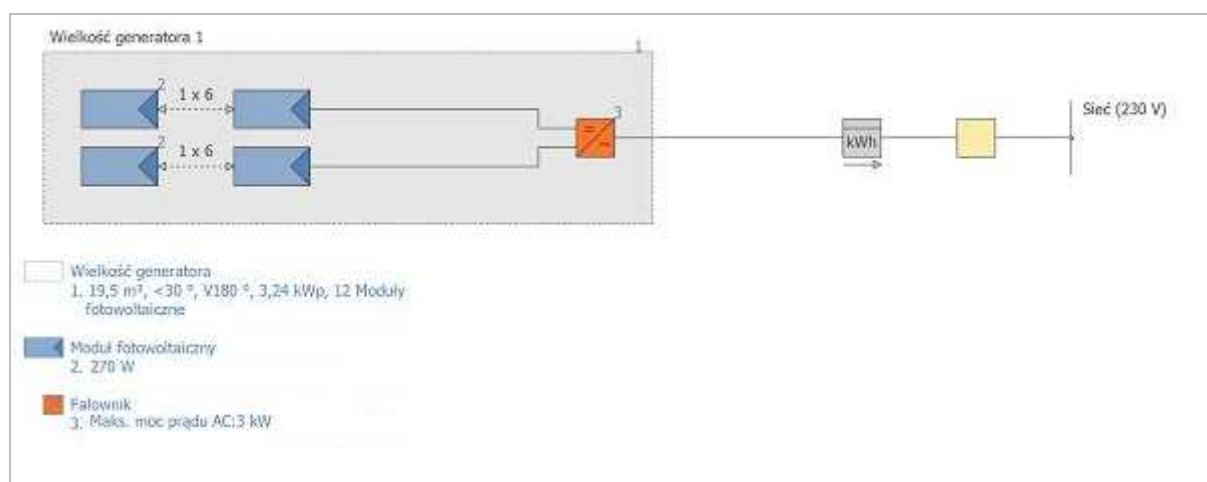 Wielkość generatora 1
1
2
1 x 6
2
1 x 6
3
=
~
kWh
Sieć (230 V)
Wielkość generatora
1. 19,5 m², <30 °, V180 °, 3,24 kWp, 12 Moduły
fotowoltaiczne
Moduł fotowoltaiczny
2. 270 W
Falownik
3. Maks. moc prądu AC:3 kW